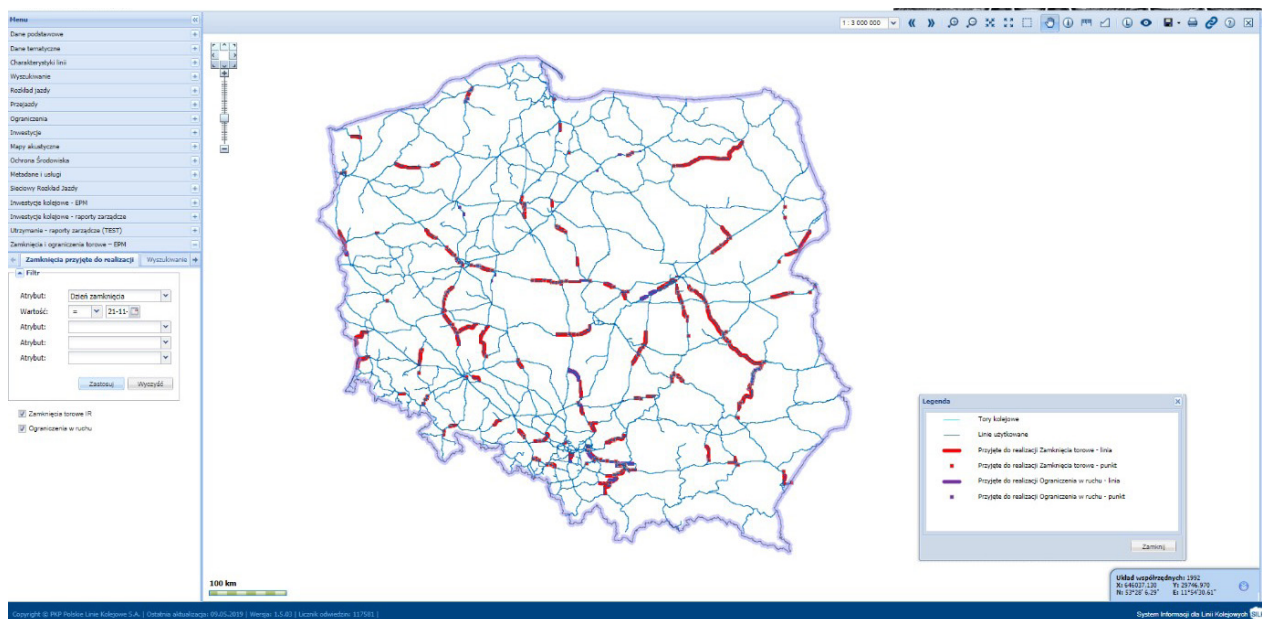 Menu
Dane podstawowe
Dane tematyczne
Charakterystyki linii
Wyszukiwanie
Rozkład jazdy
Przejazdy
Ograniczenia
Inwestycje
Mapy akustyczne
Ochrona Środowiska
Metadane i usługi
Sieciowy Rozkład Jazdy
Inwestycje kolejowe - EPM
Inwestycje kolejowe - raporty zarządcze
Utrzymanie - raporty zarządcze (TEST)
Zamknięcia i ograniczenia torowe – EPM
Zamknięcia przyjęte do realizacji Wyszukiwanie
Filtr
Atrybut: Dzień zamknięcia
Wartość: = 21-11-
Atrybut:
Atrybut:
Atrybut:
Zastosuj Wyczyść
Zamknięcia torowe IR
Ograniczenia w ruchu
1 : 3 000 000
Legenda
Tory kolejowe
Linie użytkowane
Przyjęte do realizacji Zamknięcia torowe - linia
Przyjęte do realizacji Zamknięcia torowe - punkt
Przyjęte do realizacji Ograniczenia w ruchu - linia
Przyjęte do realizacji Ograniczenia w ruchu - punkt
Zamknij
100 km
Układ współrzędnych: 1992
X: 646037.130 Y: 29746.970
N: 53°28' 6.29" E: 11°54'30.61"
Copyright © PKP Polskie Linie Kolejowe S.A. | Ostatnia aktualizacja: 09.05.2019 | Wersja: 1.5.03 | Licznik odwiedzin: 117581 |
System Informacji dla Linii Kolejowych SILK